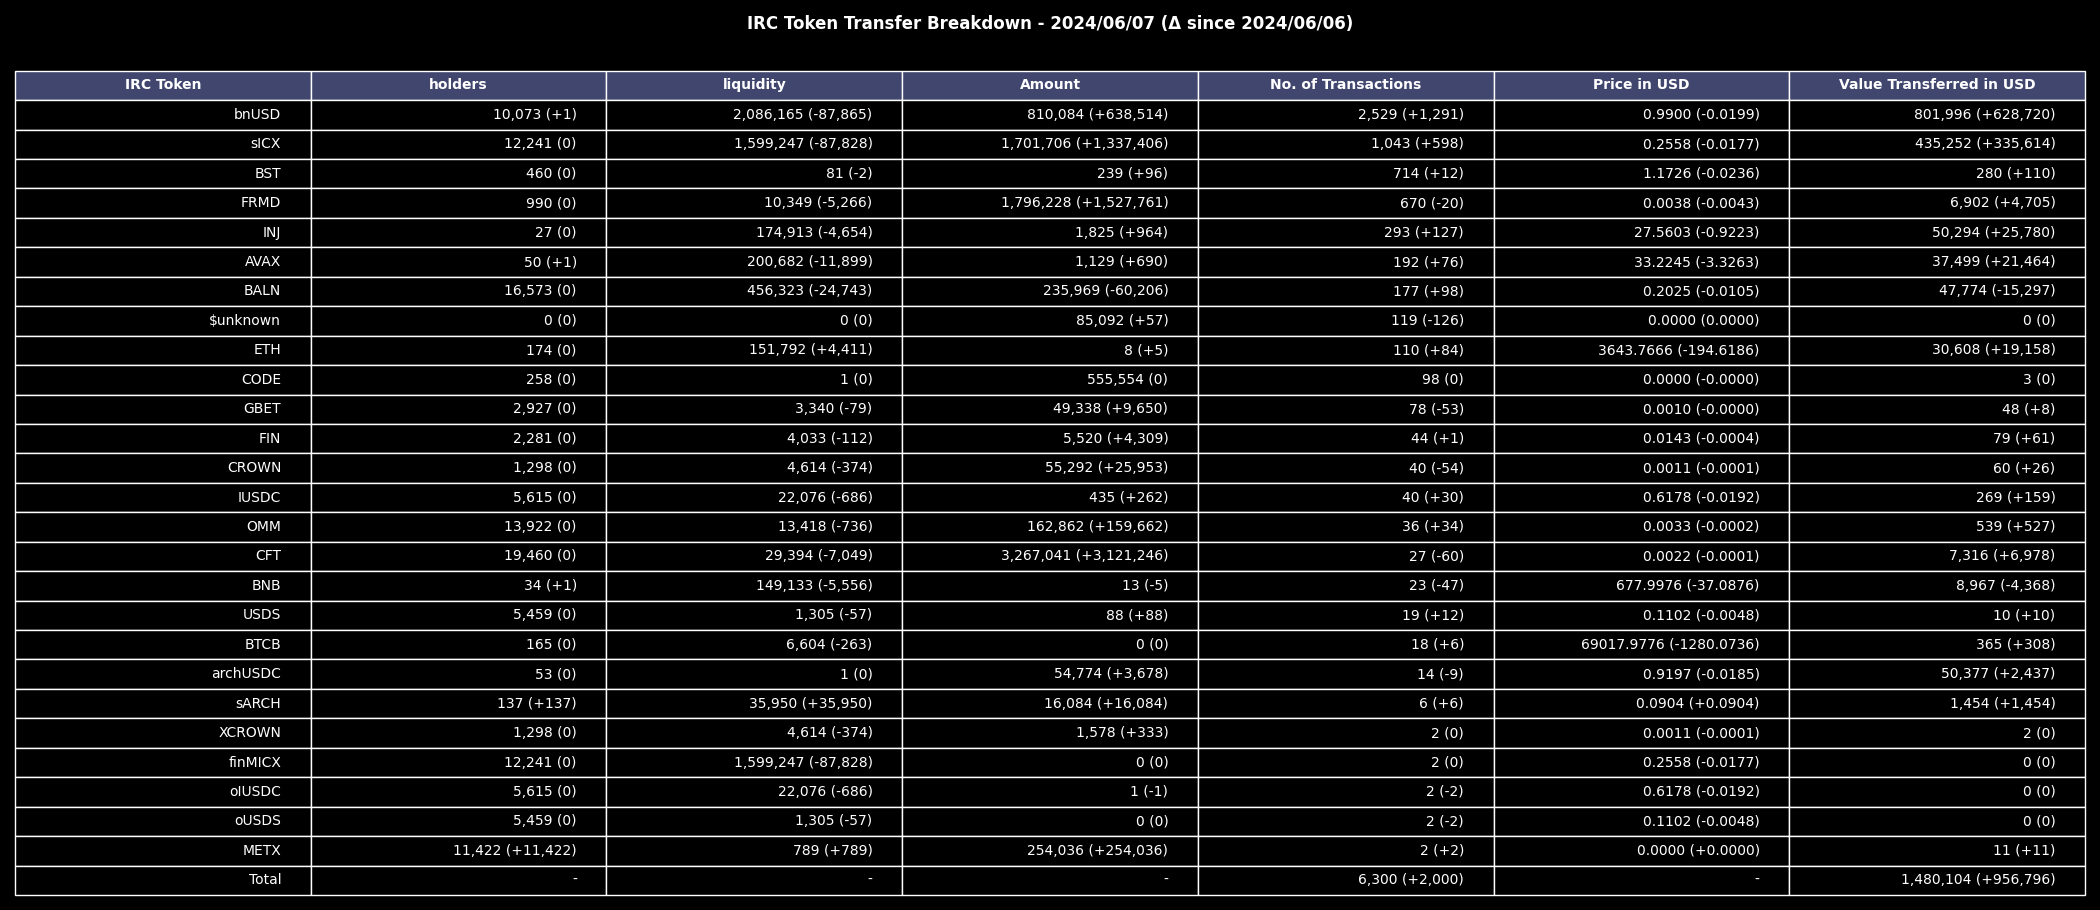 IRC Token Transfer Breakdown - 2024/06/07 (Δ since 2024/06/06)
IRC Token holders liquidity Amount No. of Transactions Price in USD Value Transferred in USD
bnUSD 10,073 (+1) 2,086,165 (-87,865) 810,084 (+638,514) 2,529 (+1,291) 0.9900 (-0.0199) 801,996 (+628,720)
sICX 12,241 (0) 1,599,247 (-87,828) 1,701,706 (+1,337,406) 1,043 (+598) 0.2558 (-0.0177) 435,252 (+335,614)
BST 460 (0) 81 (-2) 239 (+96) 714 (+12) 1.1726 (-0.0236) 280 (+110)
FRMD 990 (0) 10,349 (-5,266) 1,796,228 (+1,527,761) 670 (-20) 0.0038 (-0.0043) 6,902 (+4,705)
INJ 27 (0) 174,913 (-4,654) 1,825 (+964) 293 (+127) 27.5603 (-0.9223) 50,294 (+25,780)
AVAX 50 (+1) 200,682 (-11,899) 1,129 (+690) 192 (+76) 33.2245 (-3.3263) 37,499 (+21,464)
BALN 16,573 (0) 456,323 (-24,743) 235,969 (-60,206) 177 (+98) 0.2025 (-0.0105) 47,774 (-15,297)
$unknown 0 (0) 0 (0) 85,092 (+57) 119 (-126) 0.0000 (0.0000) 0 (0)
ETH 174 (0) 151,792 (+4,411) 8 (+5) 110 (+84) 3643.7666 (-194.6186) 30,608 (+19,158)
CODE 258 (0) 1 (0) 555,554 (0) 98 (0) 0.0000 (-0.0000) 3 (0)
GBET 2,927 (0) 3,340 (-79) 49,338 (+9,650) 78 (-53) 0.0010 (-0.0000) 48 (+8)
FIN 2,281 (0) 4,033 (-112) 5,520 (+4,309) 44 (+1) 0.0143 (-0.0004) 79 (+61)
CROWN 1,298 (0) 4,614 (-374) 55,292 (+25,953) 40 (-54) 0.0011 (-0.0001) 60 (+26)
IUSDC 5,615 (0) 22,076 (-686) 435 (+262) 40 (+30) 0.6178 (-0.0192) 269 (+159)
OMM 13,922 (0) 13,418 (-736) 162,862 (+159,662) 36 (+34) 0.0033 (-0.0002) 539 (+527)
CFT 19,460 (0) 29,394 (-7,049) 3,267,041 (+3,121,246) 27 (-60) 0.0022 (-0.0001) 7,316 (+6,978)
BNB 34 (+1) 149,133 (-5,556) 13 (-5) 23 (-47) 677.9976 (-37.0876) 8,967 (-4,368)
USDS 5,459 (0) 1,305 (-57) 88 (+88) 19 (+12) 0.1102 (-0.0048) 10 (+10)
BTCB 165 (0) 6,604 (-263) 0 (0) 18 (+6) 69017.9776 (-1280.0736) 365 (+308)
archUSDC 53 (0) 1 (0) 54,774 (+3,678) 14 (-9) 0.9197 (-0.0185) 50,377 (+2,437)
sARCH 137 (+137) 35,950 (+35,950) 16,084 (+16,084) 6 (+6) 0.0904 (+0.0904) 1,454 (+1,454)
XCROWN 1,298 (0) 4,614 (-374) 1,578 (+333) 2 (0) 0.0011 (-0.0001) 2 (0)
finMICX 12,241 (0) 1,599,247 (-87,828) 0 (0) 2 (0) 0.2558 (-0.0177) 0 (0)
oIUSDC 5,615 (0) 22,076 (-686) 1 (-1) 2 (-2) 0.6178 (-0.0192) 0 (0)
oUSDS 5,459 (0) 1,305 (-57) 0 (0) 2 (-2) 0.1102 (-0.0048) 0 (0)
METX 11,422 (+11,422) 789 (+789) 254,036 (+254,036) 2 (+2) 0.0000 (+0.0000) 11 (+11)
Total - - - 6,300 (+2,000) - 1,480,104 (+956,796)